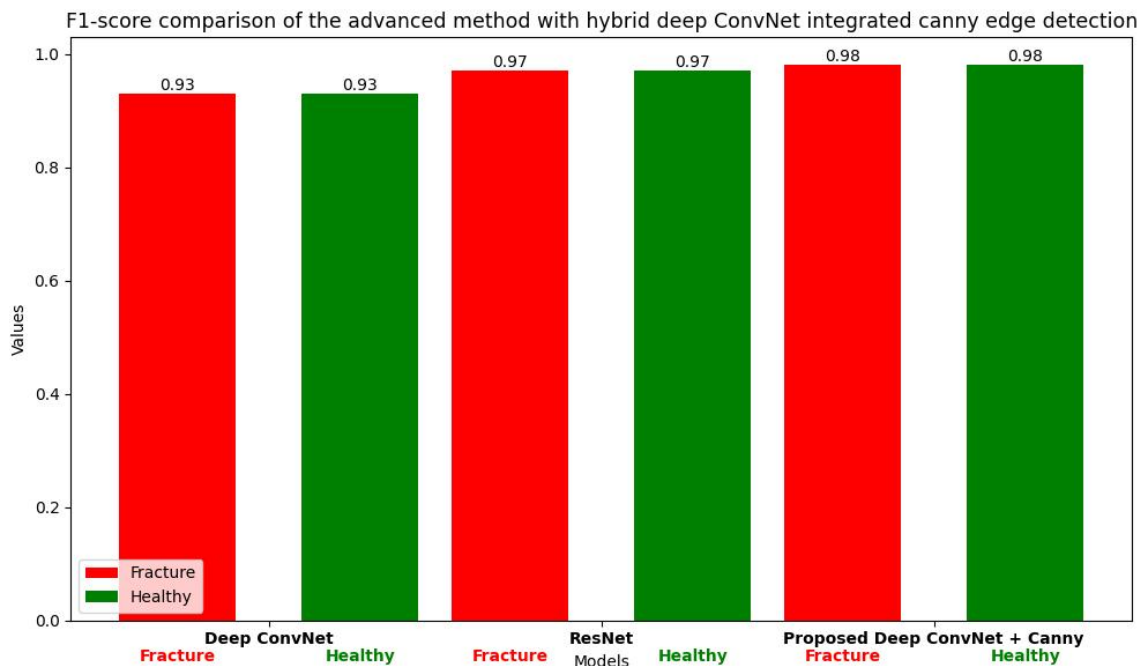 F1-score comparison of the advanced method with hybrid deep ConvNet integrated canny edge detection
1.0
0.8
0.6
0.4
0.2
0.0
Values
0.93
0.93
0.97
0.97
0.98
0.98
Fracture
Healthy
Deep ConvNet
ResNet
Proposed Deep ConvNet + Canny
Fracture
Healthy
Fracture
Healthy
Fracture
Healthy
Models